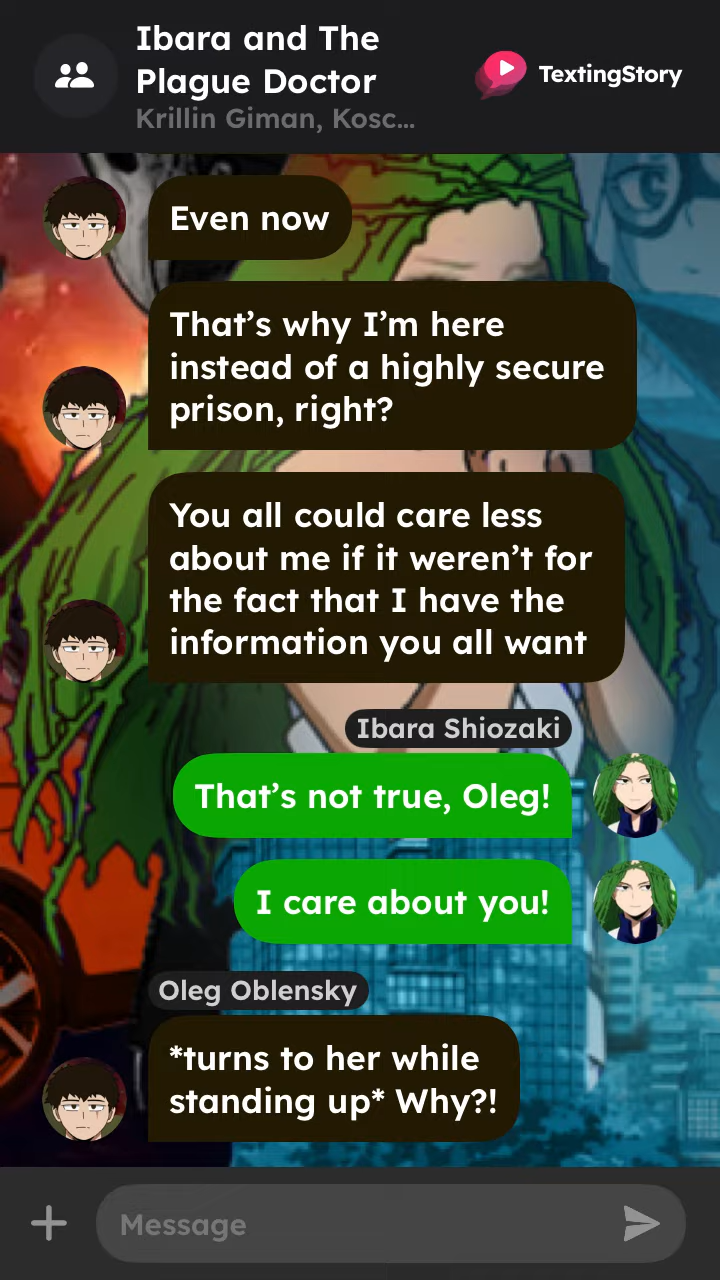 Ibara and The
Plague Doctor
Krillin Giman, Kosc...
TextingStory
Even now
That's why I'm here
instead of a highly secure
prison, right?
You all could care less
about me if it weren't for
the fact that I have the
information you all want
Ibara Shiozaki
That's not true, Oleg!
I care about you!
Oleg Oblensky
*turns to her while
standing up* Why?!
Message